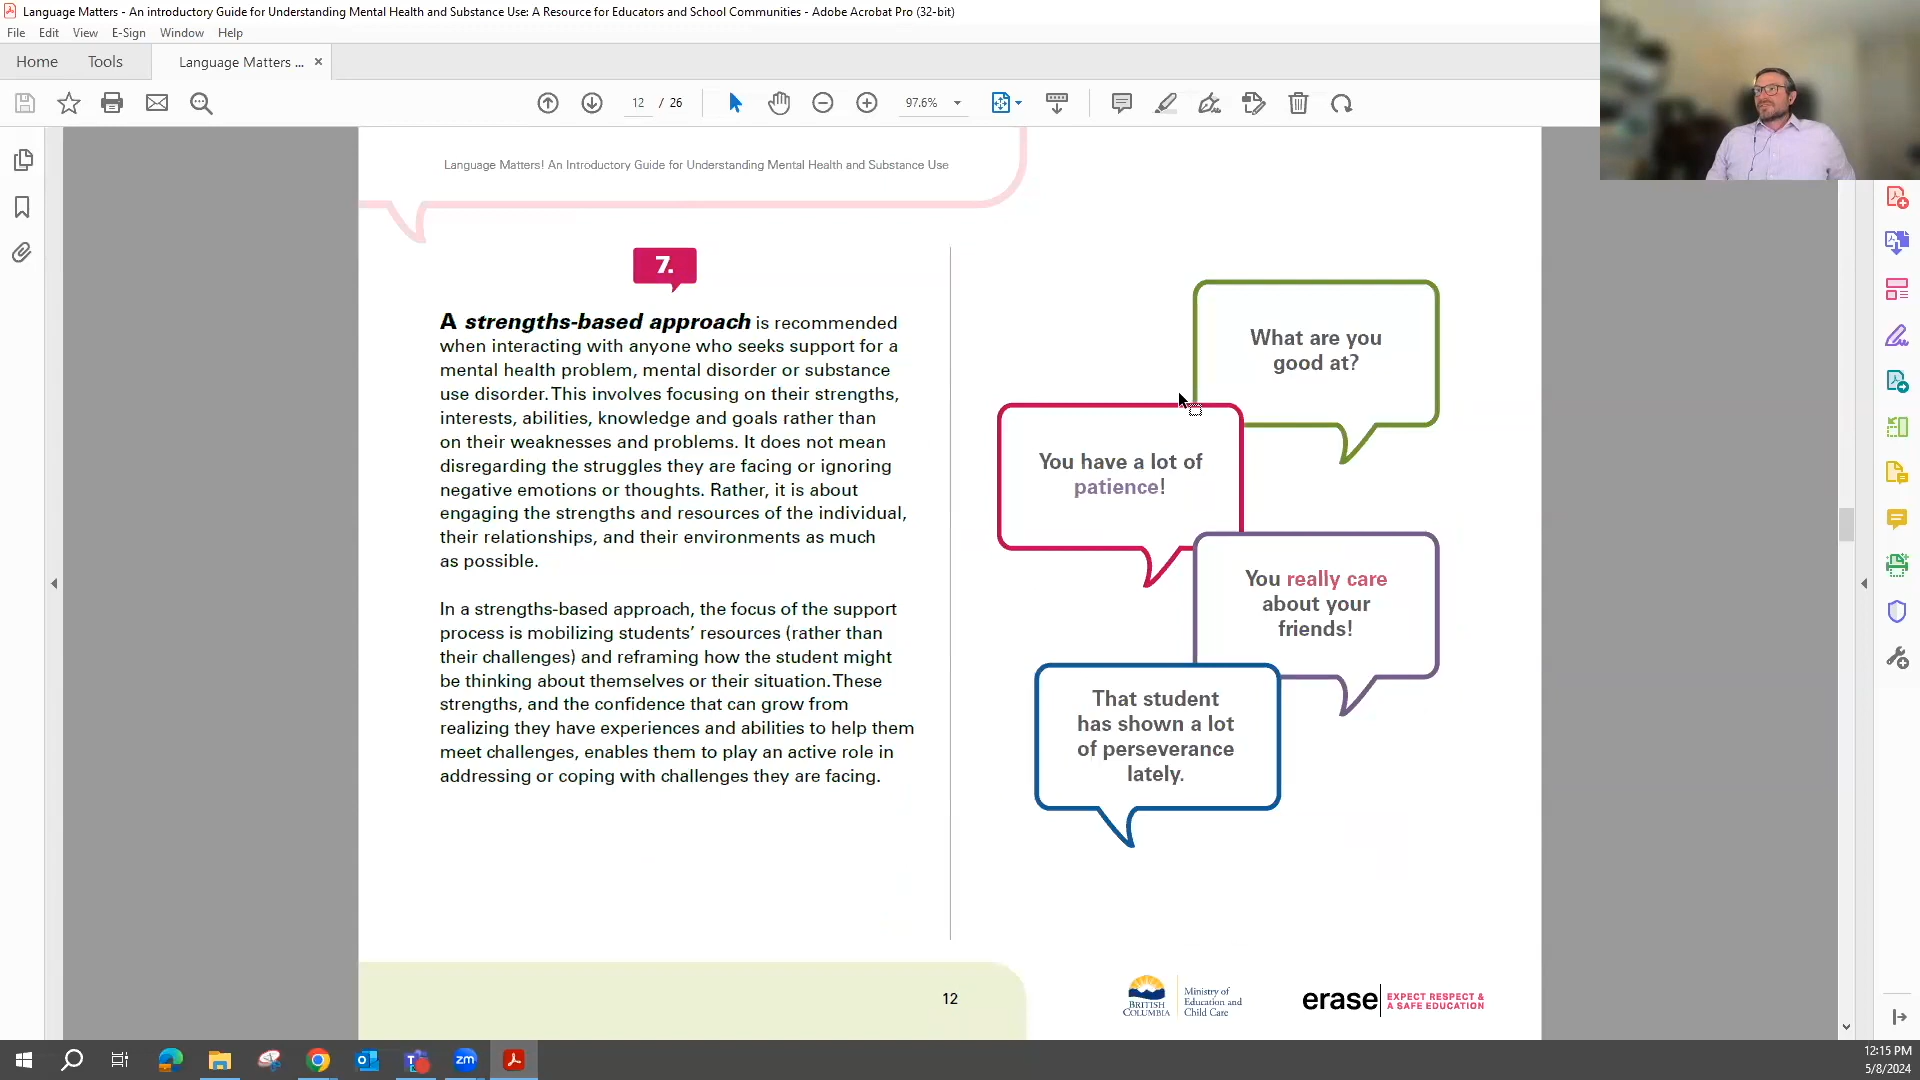 Language Matters - An introductory Guide for Understanding Mental Health and Substance Use: A Resource for Educators and School Communities - Adobe Acrobat Pro (32-bit)
File Edit View E-Sign Window Help
Home Tools Language Matters ... ×
12 / 26 97.6%
Language Matters! An Introductory Guide for Understanding Mental Health and Substance Use
7.
A strengths-based approach is recommended
when interacting with anyone who seeks support for a
mental health problem, mental disorder or substance
use disorder. This involves focusing on their strengths,
interests, abilities, knowledge and goals rather than
on their weaknesses and problems. It does not mean
disregarding the struggles they are facing or ignoring
negative emotions or thoughts. Rather, it is about
engaging the strengths and resources of the individual,
their relationships, and their environments as much
as possible.
In a strengths-based approach, the focus of the support
process is mobilizing students' resources (rather than
their challenges) and reframing how the student might
be thinking about themselves or their situation. These
strengths, and the confidence that can grow from
realizing they have experiences and abilities to help them
meet challenges, enables them to play an active role in
addressing or coping with challenges they are facing.
What are you
good at?
You have a lot of
patience!
You really care
about your
friends!
That student
has shown a lot
of perseverance
lately.
12
BRITISH
COLUMBIA
Ministry of
Education and
Child Care
erase
EXPECT RESPECT &
A SAFE EDUCATION
zm
12:15 PM
5/8/2024